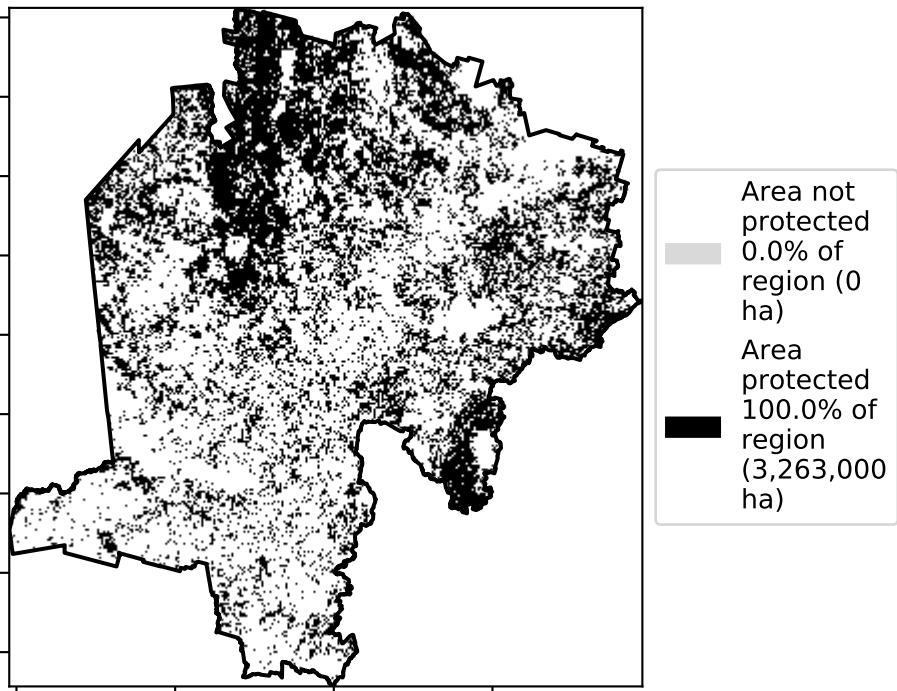 Area not
protected
0.0% of
region (0
ha)
Area
protected
100.0% of
region
(3,263,000
ha)